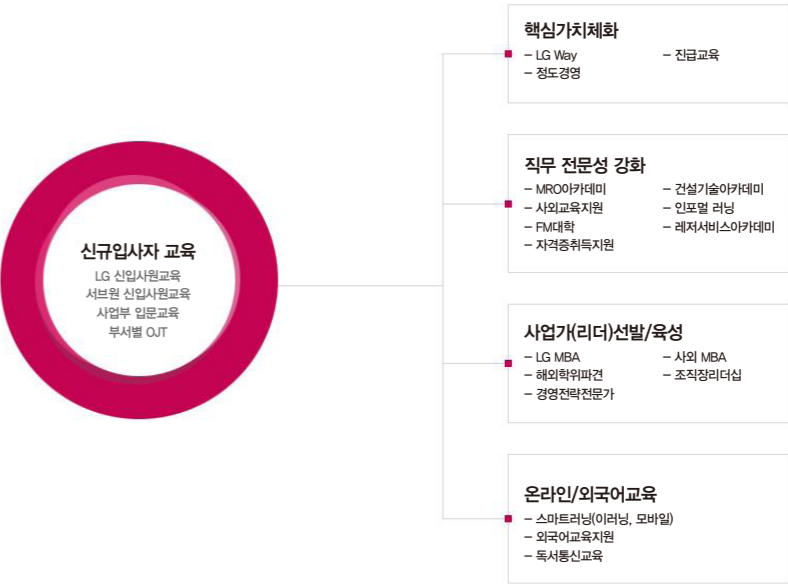 신규입사자 교육
LG 신입사원교육
서브원 신입사원교육
사업부 입문교육
부서별 OJT
핵심가치체화
– LG Way – 진급교육
– 정도경영
직무 전문성 강화
– MRO아카데미 – 건설기술아카데미
– 사외교육지원 – 인포멀 러닝
– FM대학 – 레저서비스아카데미
– 자격증취득지원
사업가(리더)선발/육성
– LG MBA – 사외 MBA
– 해외학위파견 – 조직장리더십
– 경영전략전문가
온라인/외국어교육
– 스마트러닝(이러닝, 모바일)
– 외국어교육지원
– 독서통신교육